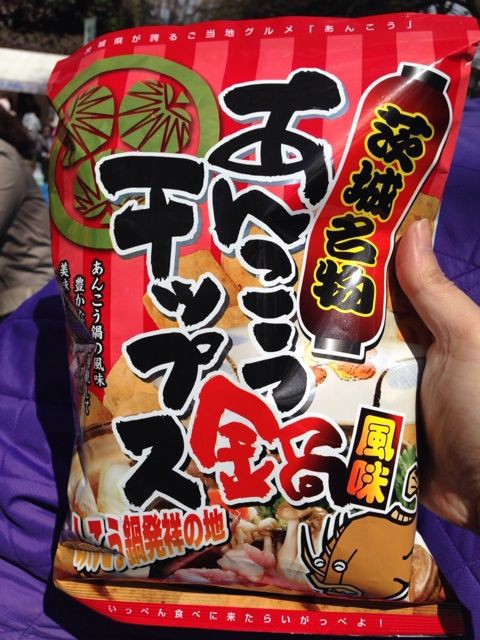 茨城県が誇るご当地グルメ「あんこう」
茨城名物
あんこう鍋
風味
チップス
あんこう鍋の風味
豊かな
美味
こう鍋発祥の地
いっぺん食べに来たらいがっぺよ!